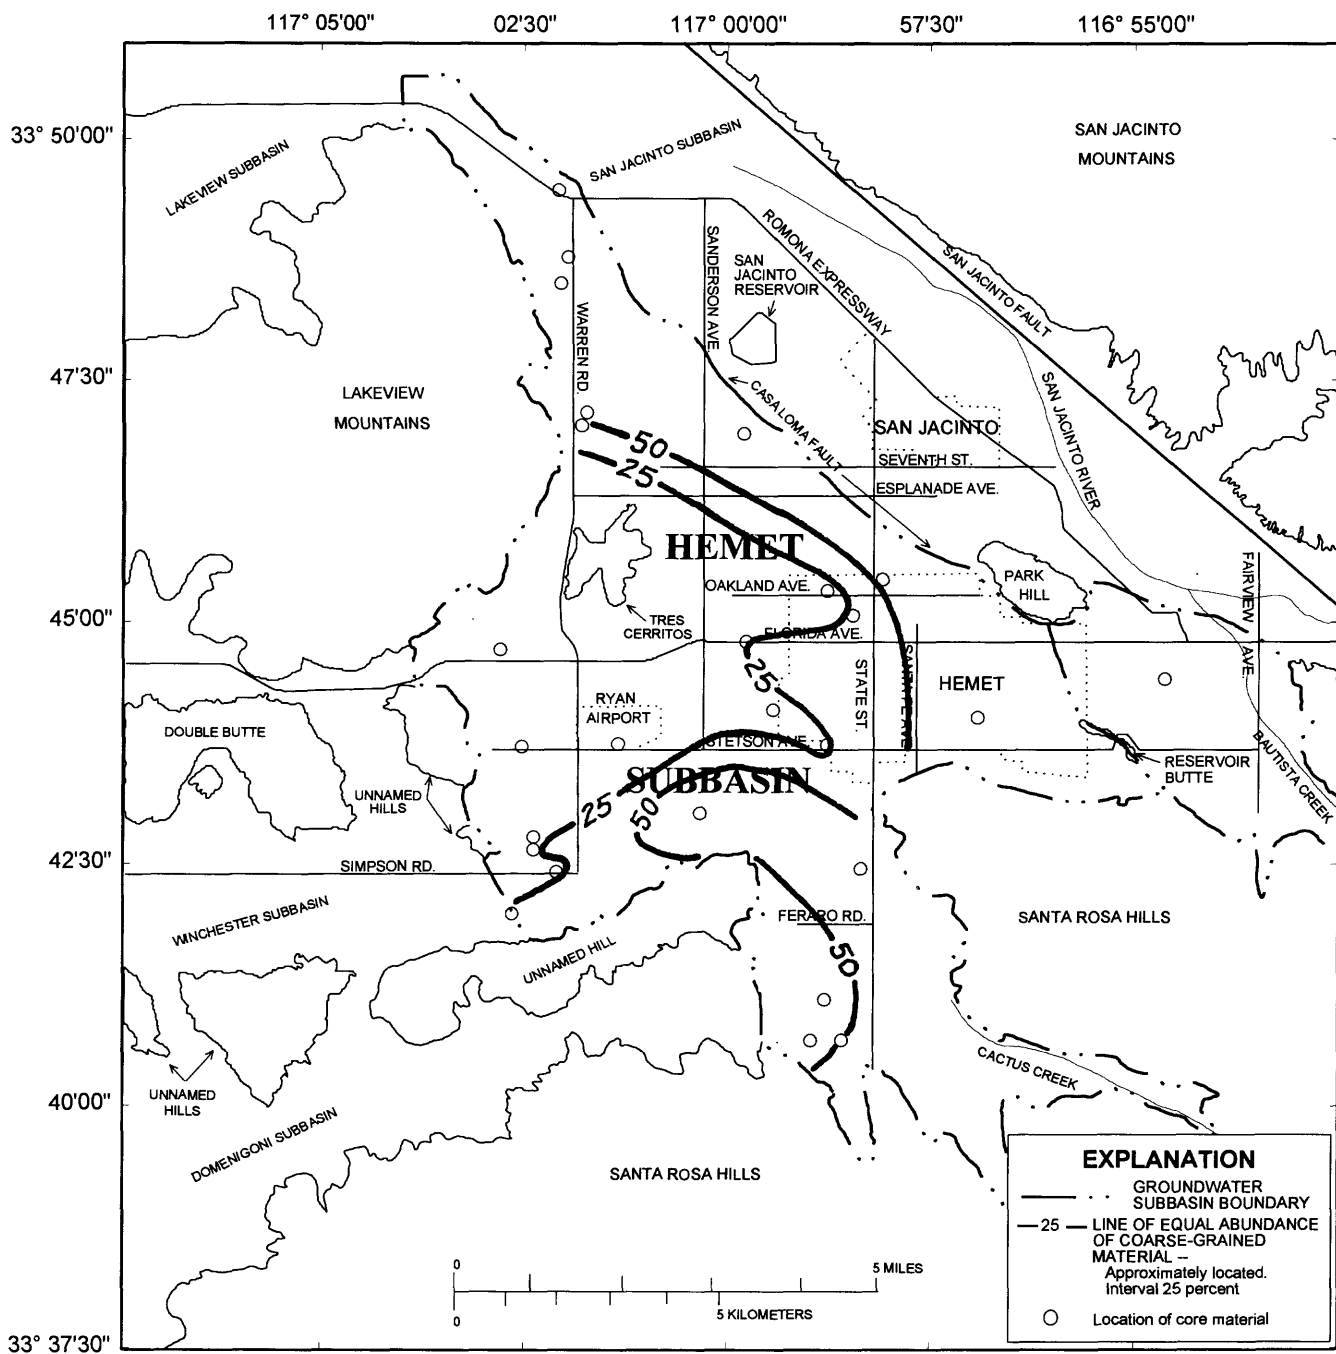 117° 05'00"
02'30"
117° 00'00"
57'30"
116° 55'00"
33° 50'00"
47'30"
45'00"
42'30"
40'00"
33° 37'30"
SAN JACINTO
MOUNTAINS
LAKEVIEW SUBBASIN
SAN JACINTO SUBBASIN
ROMONA EXPRESSWAY
SANDERSON AVE.
SAN
JACINTO
RESERVOIR
SAN JACINTO FAULT
WARREN RD.
LAKEVIEW
MOUNTAINS
CASA LOMA FAULT
SAN JACINTO RIVER
SAN JACINTO
SEVENTH ST.
ESPLANADE AVE.
50
25
HEMET
OAKLAND AVE.
PARK
HILL
FAIRVIEW
AVE.
TRES
CERRITOS
FLORIDA AVE.
25
STATE ST.
SANTA FE AVE
HEMET
RYAN
AIRPORT
DOUBLE BUTTE
STETSON AVE.
RESERVOIR
BUTTE
BAUTISTA CREEK
SUBBASIN
UNNAMED
HILLS
25
50
SIMPSON RD.
WINCHESTER SUBBASIN
FERARO RD.
SANTA ROSA HILLS
UNNAMED HILL
50
CACTUS CREEK
UNNAMED
HILLS
DOMENIGONI SUBBASIN
SANTA ROSA HILLS
EXPLANATION
GROUNDWATER
SUBBASIN BOUNDARY
25
LINE OF EQUAL ABUNDANCE
OF COARSE-GRAINED
MATERIAL --
Approximately located.
Interval 25 percent
Location of core material
0
5 MILES
0
5 KILOMETERS